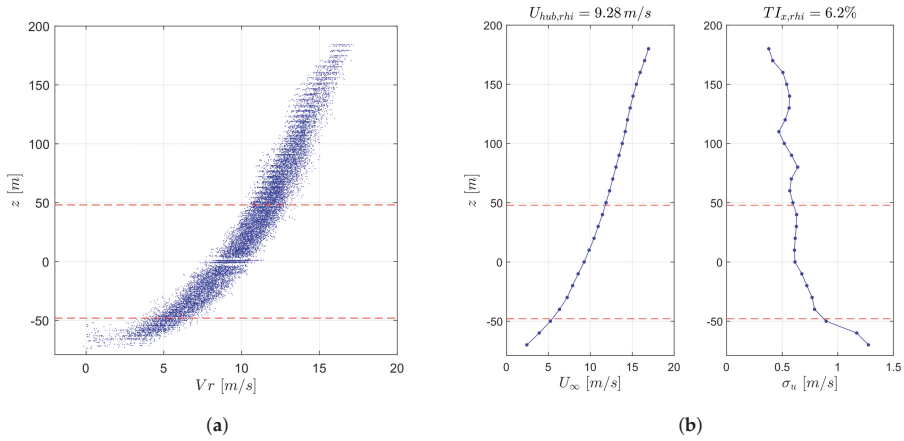 U_{hub,rhi} = 9.28 m/s
TI_{x,rhi} = 6.2%
200
150
100
50
0
-50
z [m]
0 5 10 15 20
Vr [m/s]
200
150
100
50
0
-50
z [m]
0 5 10 15 20
U_∞ [m/s]
200
150
100
50
0
-50
0 0.5 1 1.5
σ_u [m/s]
(a)
(b)